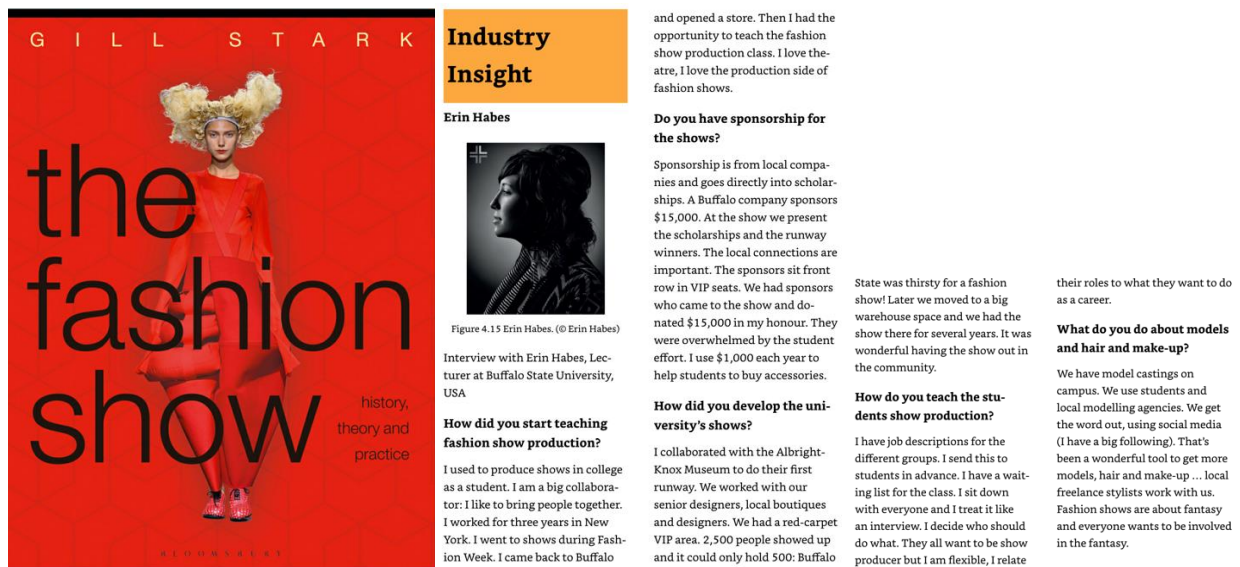 GILL STARK
the
fashion
show
history,
theory and
practice
BLOOMSBURY
Industry
Insight
Erin Habes
Figure 4.15 Erin Habes. (© Erin Habes)
Interview with Erin Habes, Lec-
turer at Buffalo State University,
USA
How did you start teaching
fashion show production?
I used to produce shows in college
as a student. I am a big collabora-
tor: I like to bring people together.
I worked for three years in New
York. I went to shows during Fash-
ion Week. I came back to Buffalo
and opened a store. Then I had the
opportunity to teach the fashion
show production class. I love the-
atre, I love the production side of
fashion shows.
Do you have sponsorship for
the shows?
Sponsorship is from local compa-
nies and goes directly into scholar-
ships. A Buffalo company sponsors
$15,000. At the show we present
the scholarships and the runway
winners. The local connections are
important. The sponsors sit front
row in VIP seats. We had sponsors
who came to the show and do-
nated $15,000 in my honour. They
were overwhelmed by the student
effort. I use $1,000 each year to
help students to buy accessories.
How did you develop the uni-
versity's shows?
I collaborated with the Albright-
Knox Museum to do their first
runway. We worked with our
senior designers, local boutiques
and designers. We had a red-carpet
VIP area. 2,500 people showed up
and it could only hold 500: Buffalo
State was thirsty for a fashion
show! Later we moved to a big
warehouse space and we had the
show there for several years. It was
wonderful having the show out in
the community.
How do you teach the stu-
dents show production?
I have job descriptions for the
different groups. I send this to
students in advance. I have a wait-
ing list for the class. I sit down
with everyone and I treat it like
an interview. I decide who should
do what. They all want to be show
producer but I am flexible, I relate
their roles to what they want to do
as a career.
What do you do about models
and hair and make-up?
We have model castings on
campus. We use students and
local modelling agencies. We get
the word out, using social media
(I have a big following). That's
been a wonderful tool to get more
models, hair and make-up … local
freelance stylists work with us.
Fashion shows are about fantasy
and everyone wants to be involved
in the fantasy.